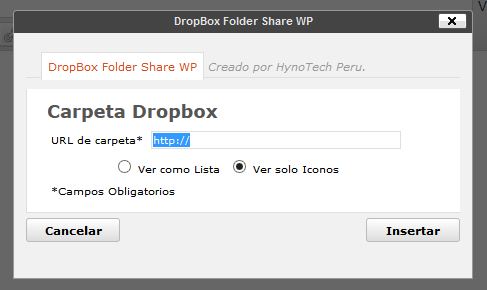 DropBox Folder Share WP
DropBox Folder Share WP Creado por HynoTech Peru.
Carpeta Dropbox
URL de carpeta* http://
Ver como Lista Ver solo Iconos
*Campos Obligatorios
Cancelar Insertar
V